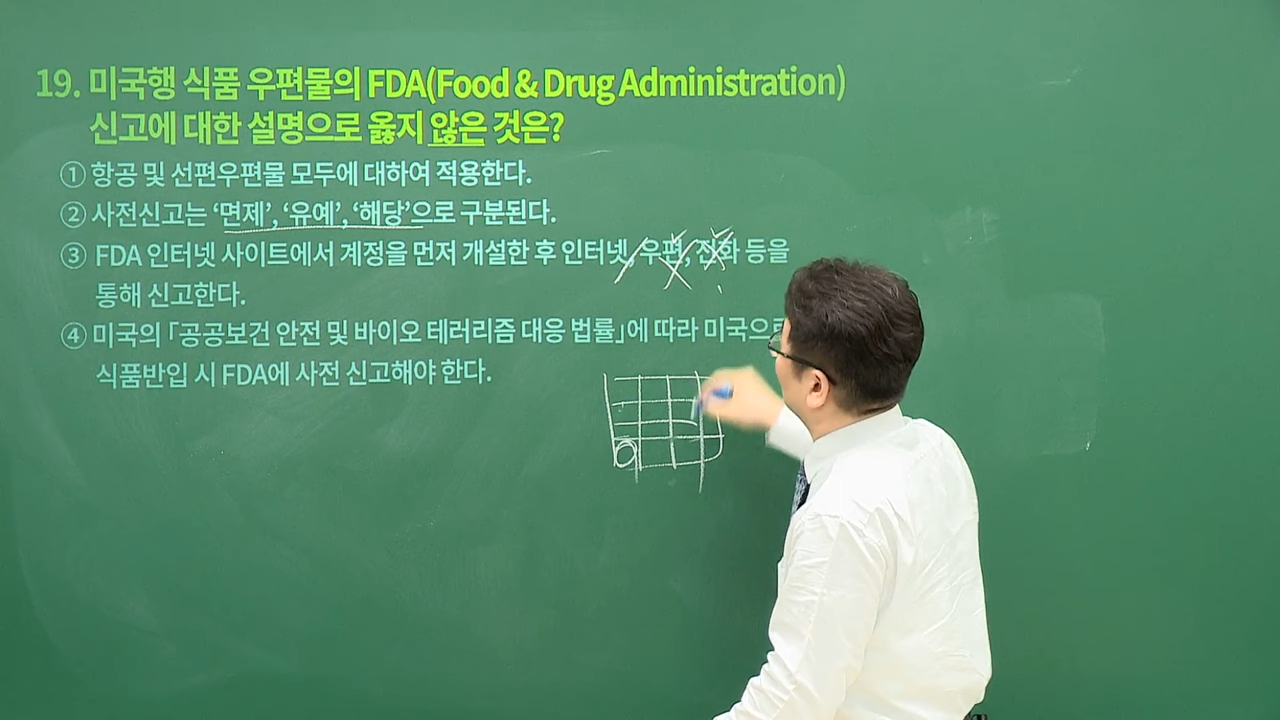 19. 미국행 식품 우편물의 FDA(Food & Drug Administration)
신고에 대한 설명으로 옳지 않은 것은?
① 항공 및 선편우편물 모두에 대하여 적용한다.
② 사전신고는 ‘면제’, ‘유예’, ‘해당’으로 구분된다.
③ FDA 인터넷 사이트에서 계정을 먼저 개설한 후 인터넷, 우편, 전화 등을
통해 신고한다.
④ 미국의 「공공보건 안전 및 바이오 테러리즘 대응 법률」에 따라 미국으로
식품반입 시 FDA에 사전 신고해야 한다.